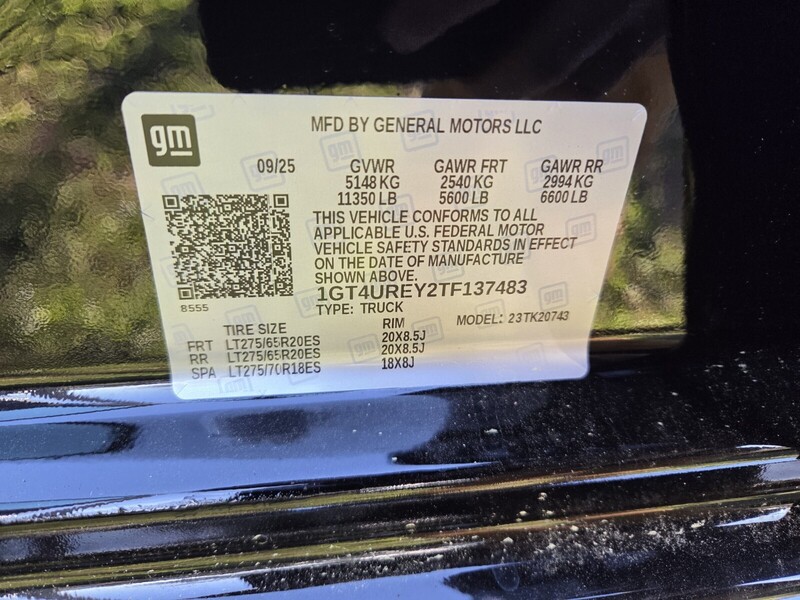 gm
MFD BY GENERAL MOTORS LLC
09/25 GVWR GAWR FRT GAWR RR
5148 KG 2540 KG 2994 KG
11350 LB 5600 LB 6600 LB
THIS VEHICLE CONFORMS TO ALL
APPLICABLE U.S. FEDERAL MOTOR
VEHICLE SAFETY STANDARDS IN EFFECT
ON THE DATE OF MANUFACTURE
SHOWN ABOVE.
8555
1GT4UREY2TF137483
TYPE: TRUCK MODEL: 23TK20743
TIRE SIZE RIM
FRT LT275/65R20ES 20X8.5J
RR LT275/65R20ES 20X8.5J
SPA LT275/70R18ES 18X8J